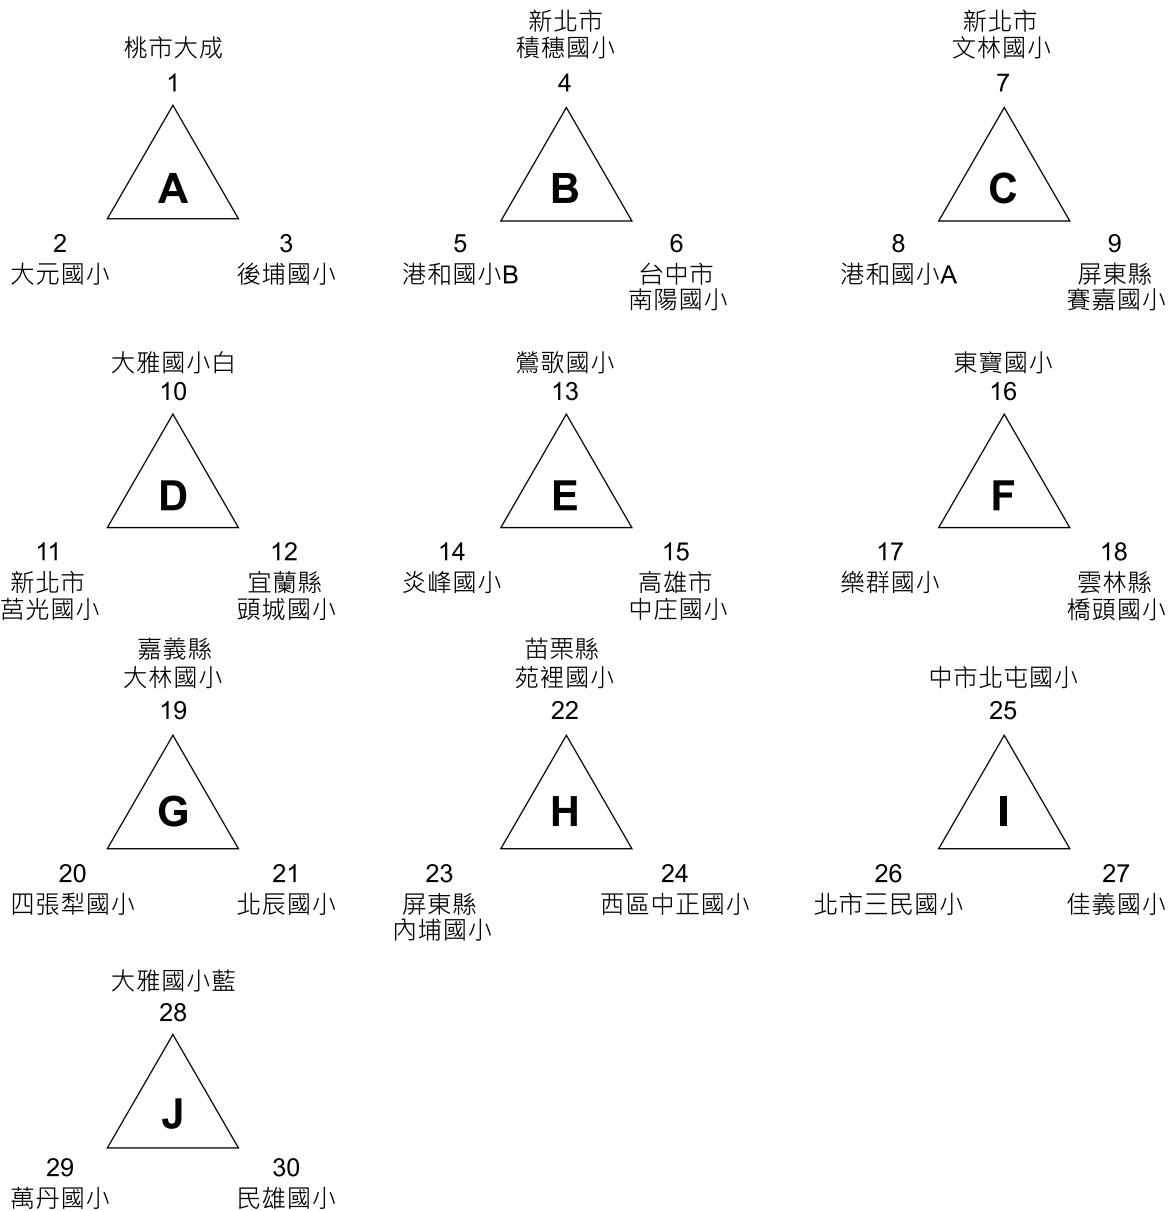 桃市大成
1
A
2
大元國小
3
後埔國小
新北市
積穗國小
4
B
5
港和國小B
6
台中市
南陽國小
新北市
文林國小
7
C
8
港和國小A
9
屏東縣
賽嘉國小
大雅國小白
10
D
11
新北市
莒光國小
12
宜蘭縣
頭城國小
鶯歌國小
13
E
14
炎峰國小
15
高雄市
中庄國小
東寶國小
16
F
17
樂群國小
18
雲林縣
橋頭國小
嘉義縣
大林國小
19
G
20
四張犁國小
21
北辰國小
苗栗縣
苑裡國小
22
H
23
屏東縣
內埔國小
24
西區中正國小
中市北屯國小
25
I
26
北市三民國小
27
佳義國小
大雅國小藍
28
J
29
萬丹國小
30
民雄國小